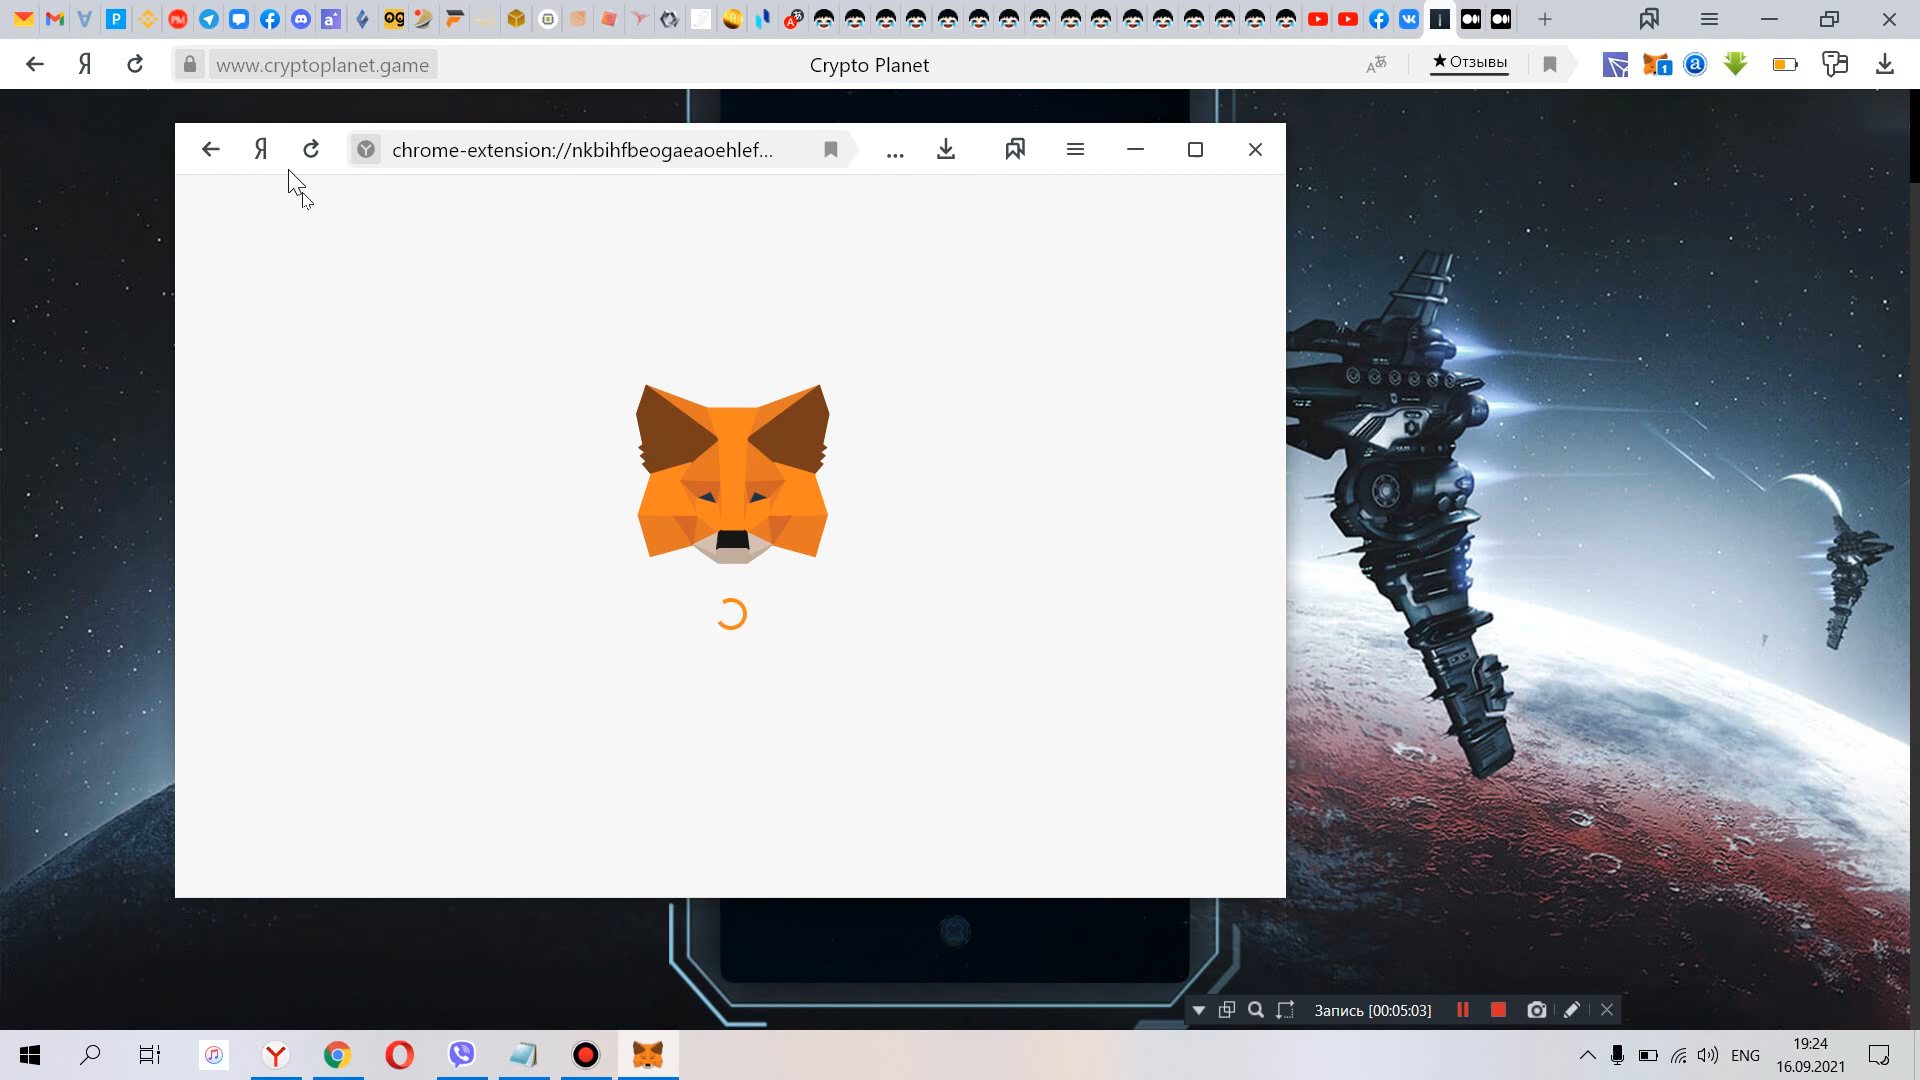 www.cryptoplanet.game
Crypto Planet
★ Отзывы
1
chrome-extension://nkbihfbeogaeaoehlef...
Запись [00:05:03]
ENG
19:24
16.09.2021